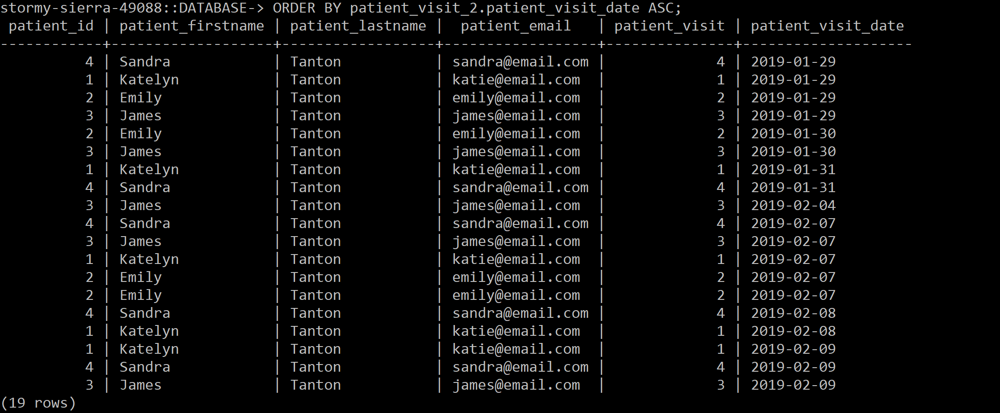 stormy-sierra-49088::DATABASE-> ORDER BY patient_visit_2.patient_visit_date ASC;
 patient_id | patient_firstname | patient_lastname |  patient_email   | patient_visit | patient_visit_date
------------+-------------------+------------------+------------------+---------------+--------------------
          4 | Sandra            | Tanton           | sandra@email.com |             4 | 2019-01-29
          1 | Katelyn           | Tanton           | katie@email.com  |             1 | 2019-01-29
          2 | Emily             | Tanton           | emily@email.com  |             2 | 2019-01-29
          3 | James             | Tanton           | james@email.com  |             3 | 2019-01-29
          2 | Emily             | Tanton           | emily@email.com  |             2 | 2019-01-30
          3 | James             | Tanton           | james@email.com  |             3 | 2019-01-30
          1 | Katelyn           | Tanton           | katie@email.com  |             1 | 2019-01-31
          4 | Sandra            | Tanton           | sandra@email.com |             4 | 2019-01-31
          3 | James             | Tanton           | james@email.com  |             3 | 2019-02-04
          4 | Sandra            | Tanton           | sandra@email.com |             4 | 2019-02-07
          3 | James             | Tanton           | james@email.com  |             3 | 2019-02-07
          1 | Katelyn           | Tanton           | katie@email.com  |             1 | 2019-02-07
          2 | Emily             | Tanton           | emily@email.com  |             2 | 2019-02-07
          2 | Emily             | Tanton           | emily@email.com  |             2 | 2019-02-07
          4 | Sandra            | Tanton           | sandra@email.com |             4 | 2019-02-08
          1 | Katelyn           | Tanton           | katie@email.com  |             1 | 2019-02-08
          1 | Katelyn           | Tanton           | katie@email.com  |             1 | 2019-02-09
          4 | Sandra            | Tanton           | sandra@email.com |             4 | 2019-02-09
          3 | James             | Tanton           | james@email.com  |             3 | 2019-02-09
(19 rows)